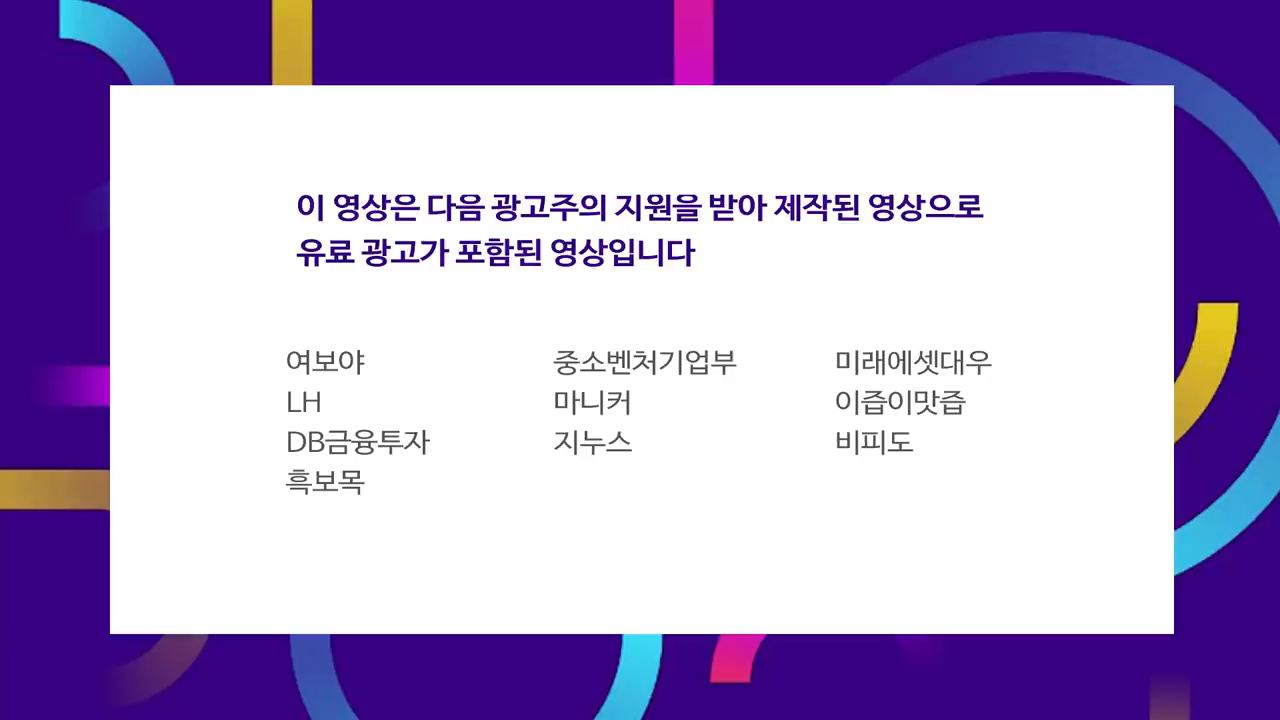 이 영상은 다음 광고주의 지원을 받아 제작된 영상으로
유료 광고가 포함된 영상입니다
여보야 중소벤처기업부 미래에셋대우
LH 마니커 이즙이맛즙
DB금융투자 지누스 비피도
흑보목